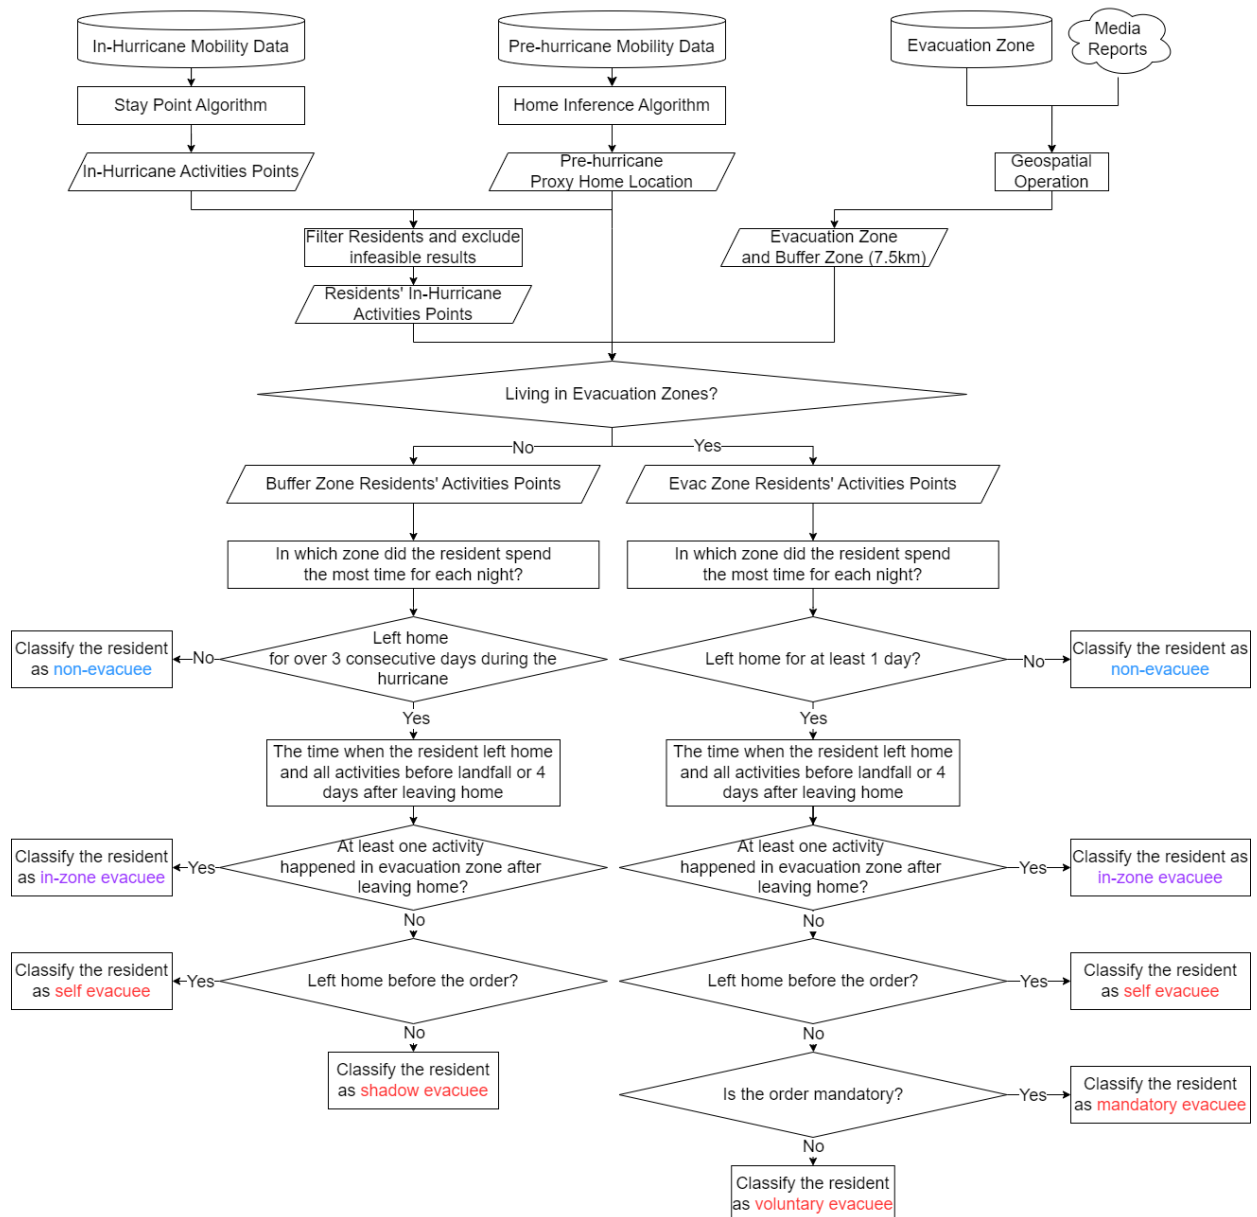 In-Hurricane Mobility Data
Pre-hurricane Mobility Data
Evacuation Zone
Media
Reports
Stay Point Algorithm
Home Inference Algorithm
In-Hurricane Activities Points
Pre-hurricane
Proxy Home Location
Geospatial
Operation
Filter Residents and exclude
infeasible results
Evacuation Zone
and Buffer Zone (7.5km)
Residents' In-Hurricane
Activities Points
Living in Evacuation Zones?
No
Yes
Buffer Zone Residents' Activities Points
Evac Zone Residents' Activities Points
In which zone did the resident spend
the most time for each night?
In which zone did the resident spend
the most time for each night?
Classify the resident
as non-evacuee
No
Left home
for over 3 consecutive days during the
hurricane
Left home for at least 1 day?
No
Classify the resident as
non-evacuee
Yes
Yes
The time when the resident left home
and all activities before landfall or 4
days after leaving home
The time when the resident left home
and all activities before landfall or 4
days after leaving home
Classify the resident
as in-zone evacuee
Yes
At least one activity
happened in evacuation zone after
leaving home?
At least one activity
happened in evacuation zone after
leaving home?
Yes
Classify the resident as
in-zone evacuee
No
No
Classify the resident
as self evacuee
Yes
Left home before the order?
Left home before the order?
Yes
Classify the resident
as self evacuee
No
No
Classify the resident
as shadow evacuee
Is the order mandatory?
Yes
Classify the resident
as mandatory evacuee
No
Classify the resident
as voluntary evacuee